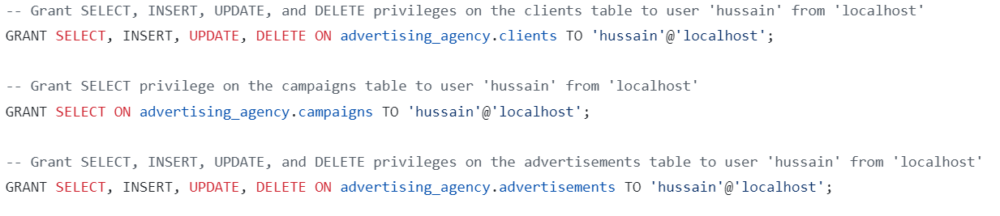 -- Grant SELECT, INSERT, UPDATE, and DELETE privileges on the clients table to user 'hussain' from 'localhost'
GRANT SELECT, INSERT, UPDATE, DELETE ON advertising_agency.clients TO 'hussain'@'localhost';
-- Grant SELECT privilege on the campaigns table to user 'hussain' from 'localhost'
GRANT SELECT ON advertising_agency.campaigns TO 'hussain'@'localhost';
-- Grant SELECT, INSERT, UPDATE, and DELETE privileges on the advertisements table to user 'hussain' from 'localhost'
GRANT SELECT, INSERT, UPDATE, DELETE ON advertising_agency.advertisements TO 'hussain'@'localhost';